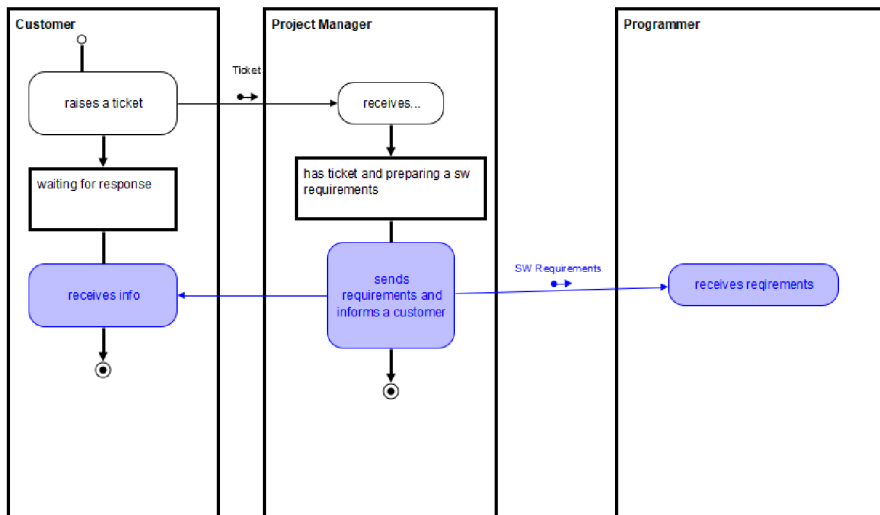 Customer
Project Manager
Programmer
Ticket
raises a ticket
receives...
waiting for response
has ticket and preparing a sw
requirements
SW Requirements
receives info
sends
requirements and
informs a customer
receives reqirements